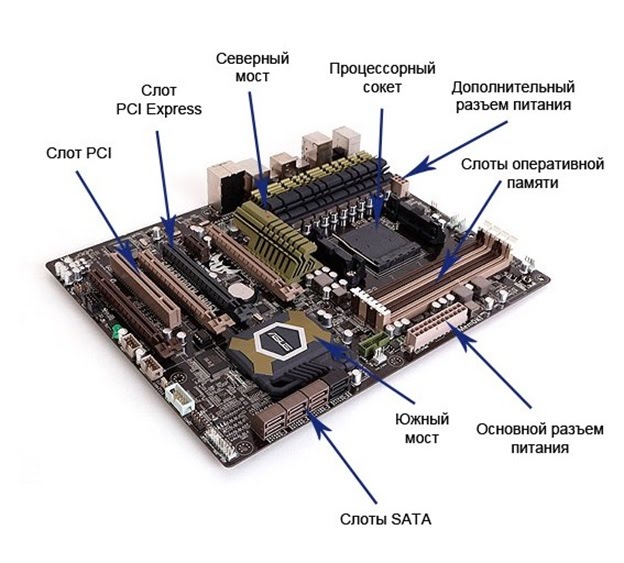 Северный
мост
Процессорный
сокет
Слот
PCI Express
Дополнительный
разъем питания
Слот PCI
Слоты оперативной
памяти
ASUS
Южный
мост
Основной разъем
питания
Слоты SATA